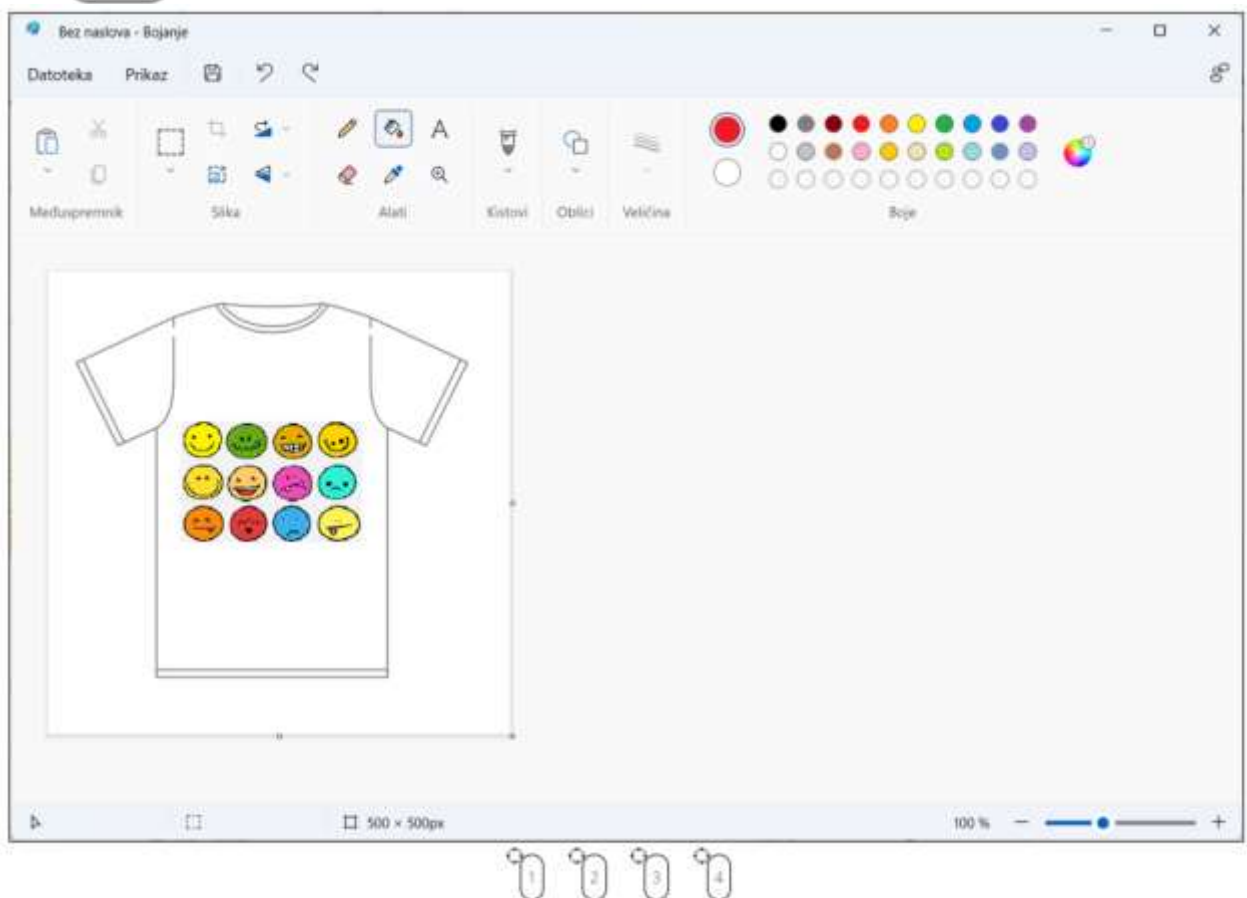 Bez naslova - Bojanje
Datoteka Prikaz
A
Međuspremnik Slika Alati Kistovi Oblici Veličina Boje
500 × 500px 100 %
1 2 3 4